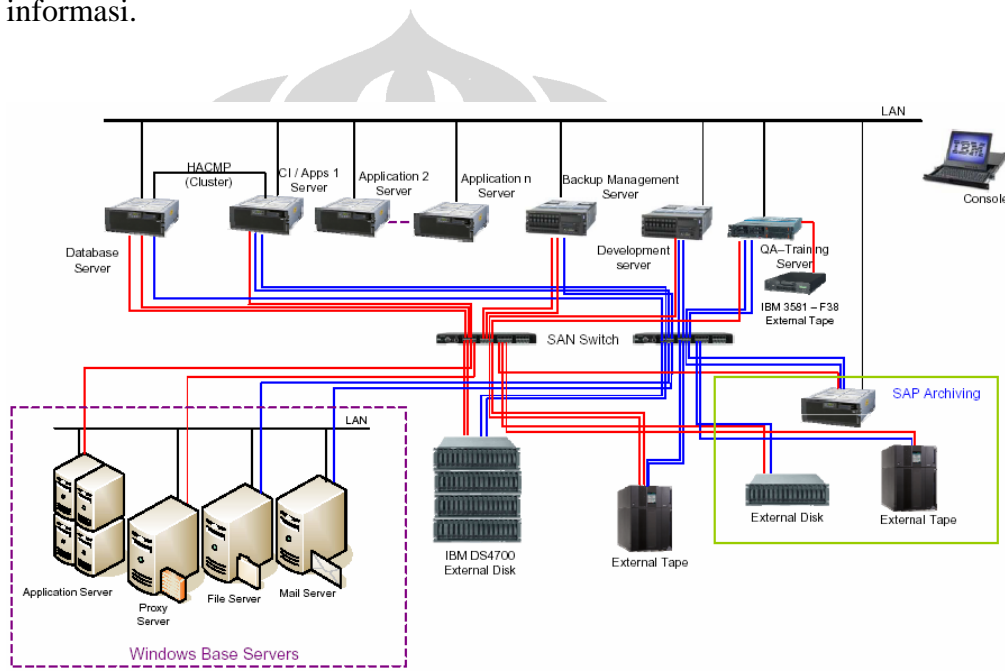 informasi.
LAN
HACMP
(Cluster)
CI / Apps 1
Server
Application 2
Server
Application n
Server
Backup Management
Server
IBM
Console
Database
Server
Development
server
QA–Training
Server
IBM 3581 – F38
External Tape
SAN Switch
SAP Archiving
LAN
External Disk
External Tape
IBM DS4700
External Disk
External Tape
Application Server
Proxy
Server
File Server
Mail Server
Windows Base Servers